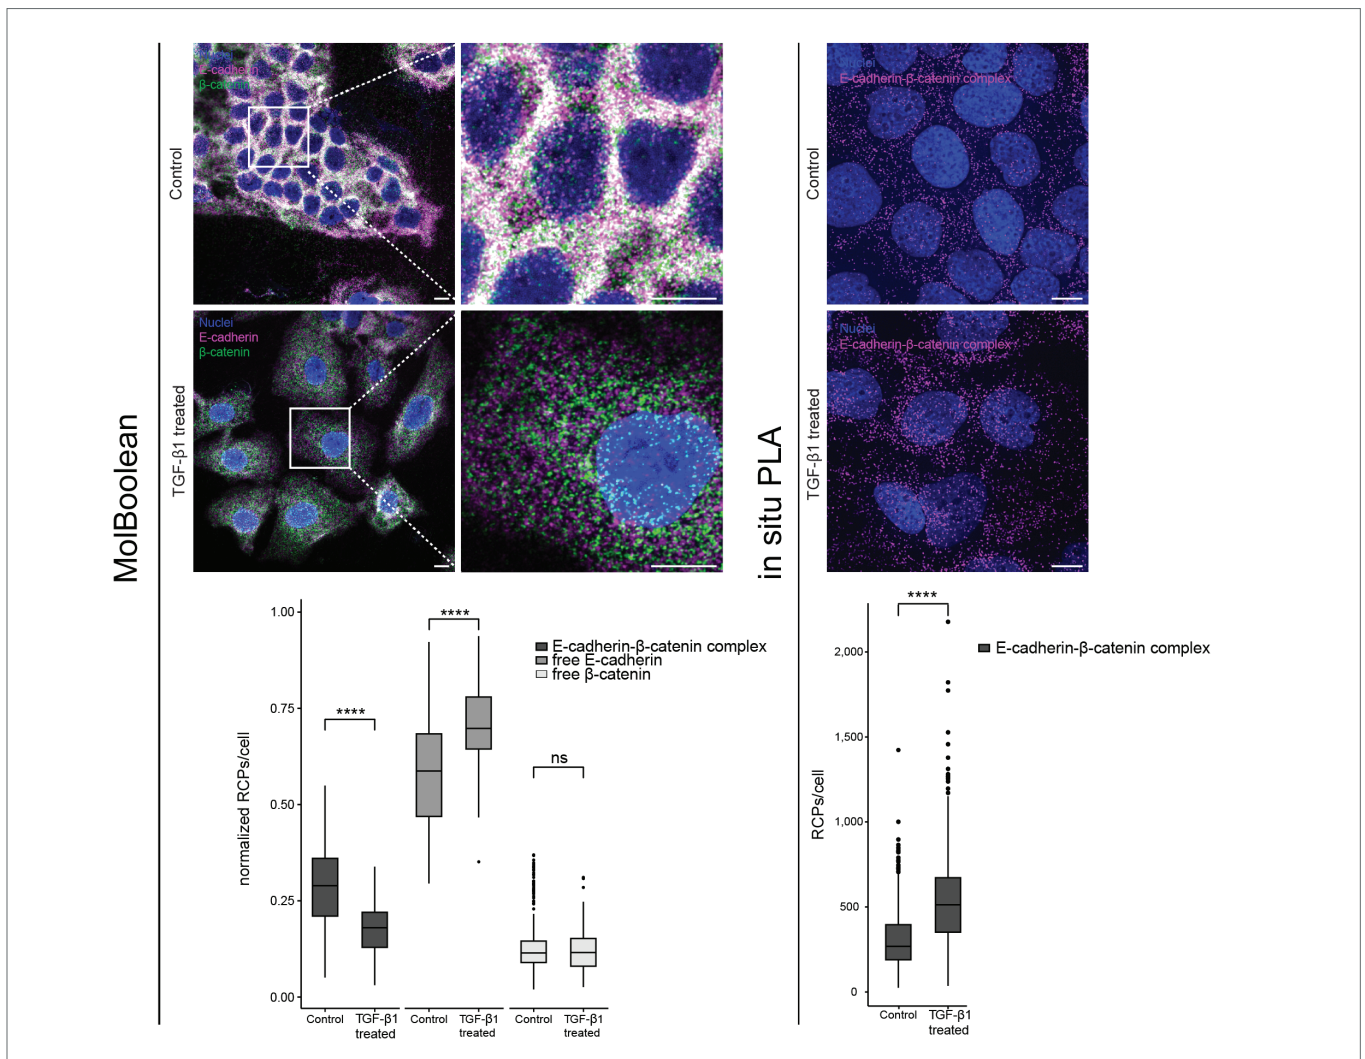 MolBoolean
Control
Nuclei
E-cadherin
β-catenin
TGF-β1 treated
Nuclei
E-cadherin
β-catenin
in situ PLA
Control
Nuclei
E-cadherin-β-catenin complex
TGF-β1 treated
Nuclei
E-cadherin-β-catenin complex
normalized RCPs/cell
1.00
0.75
0.50
0.25
0.00
****
****
ns
E-cadherin-β-catenin complex
free E-cadherin
free β-catenin
Control
TGF-β1
treated
Control
TGF-β1
treated
Control
TGF-β1
treated
RCPs/cell
2,000
1,500
1,000
500
0
****
E-cadherin-β-catenin complex
Control
TGF-β1
treated